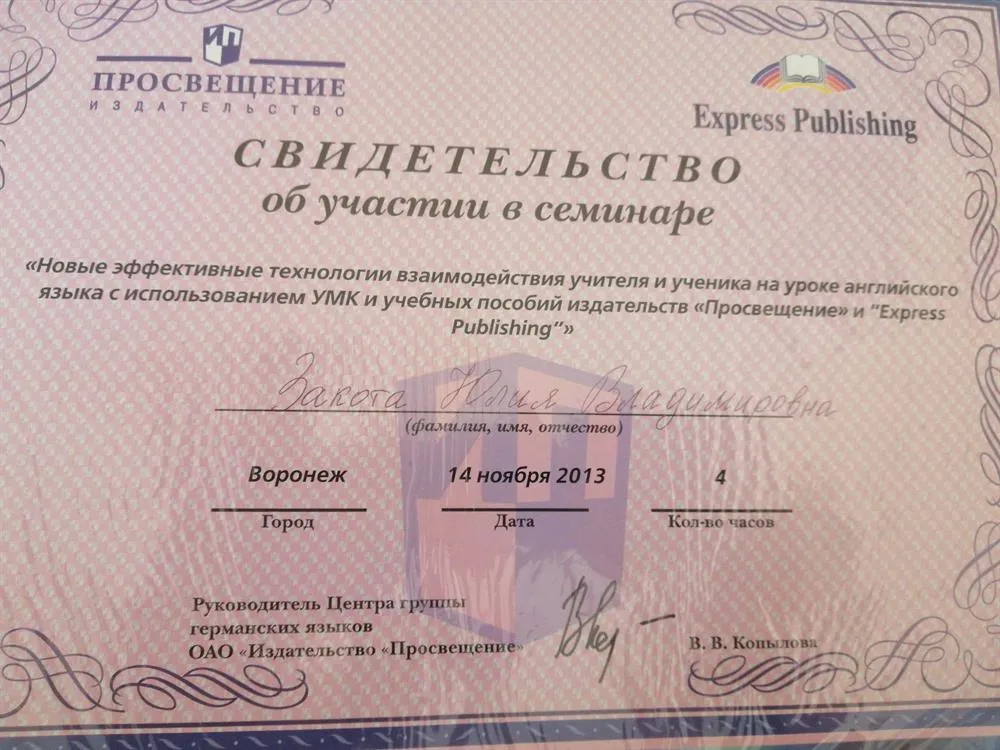 ИП
ПРОСВЕЩЕНИЕ
ИЗДАТЕЛЬСТВО
Express Publishing
СВИДЕТЕЛЬСТВО
об участии в семинаре
«Новые эффективные технологии взаимодействия учителя и ученика на уроке английского
языка с использованием УМК и учебных пособий издательств «Просвещение» и "Express
Publishing"»
Закота Юлия Владимировна
(фамилия, имя, отчество)
Воронеж 14 ноября 2013 4
Город Дата Кол-во часов
Руководитель Центра группы
германских языков
ОАО «Издательство «Просвещение»
В. В. Копылова